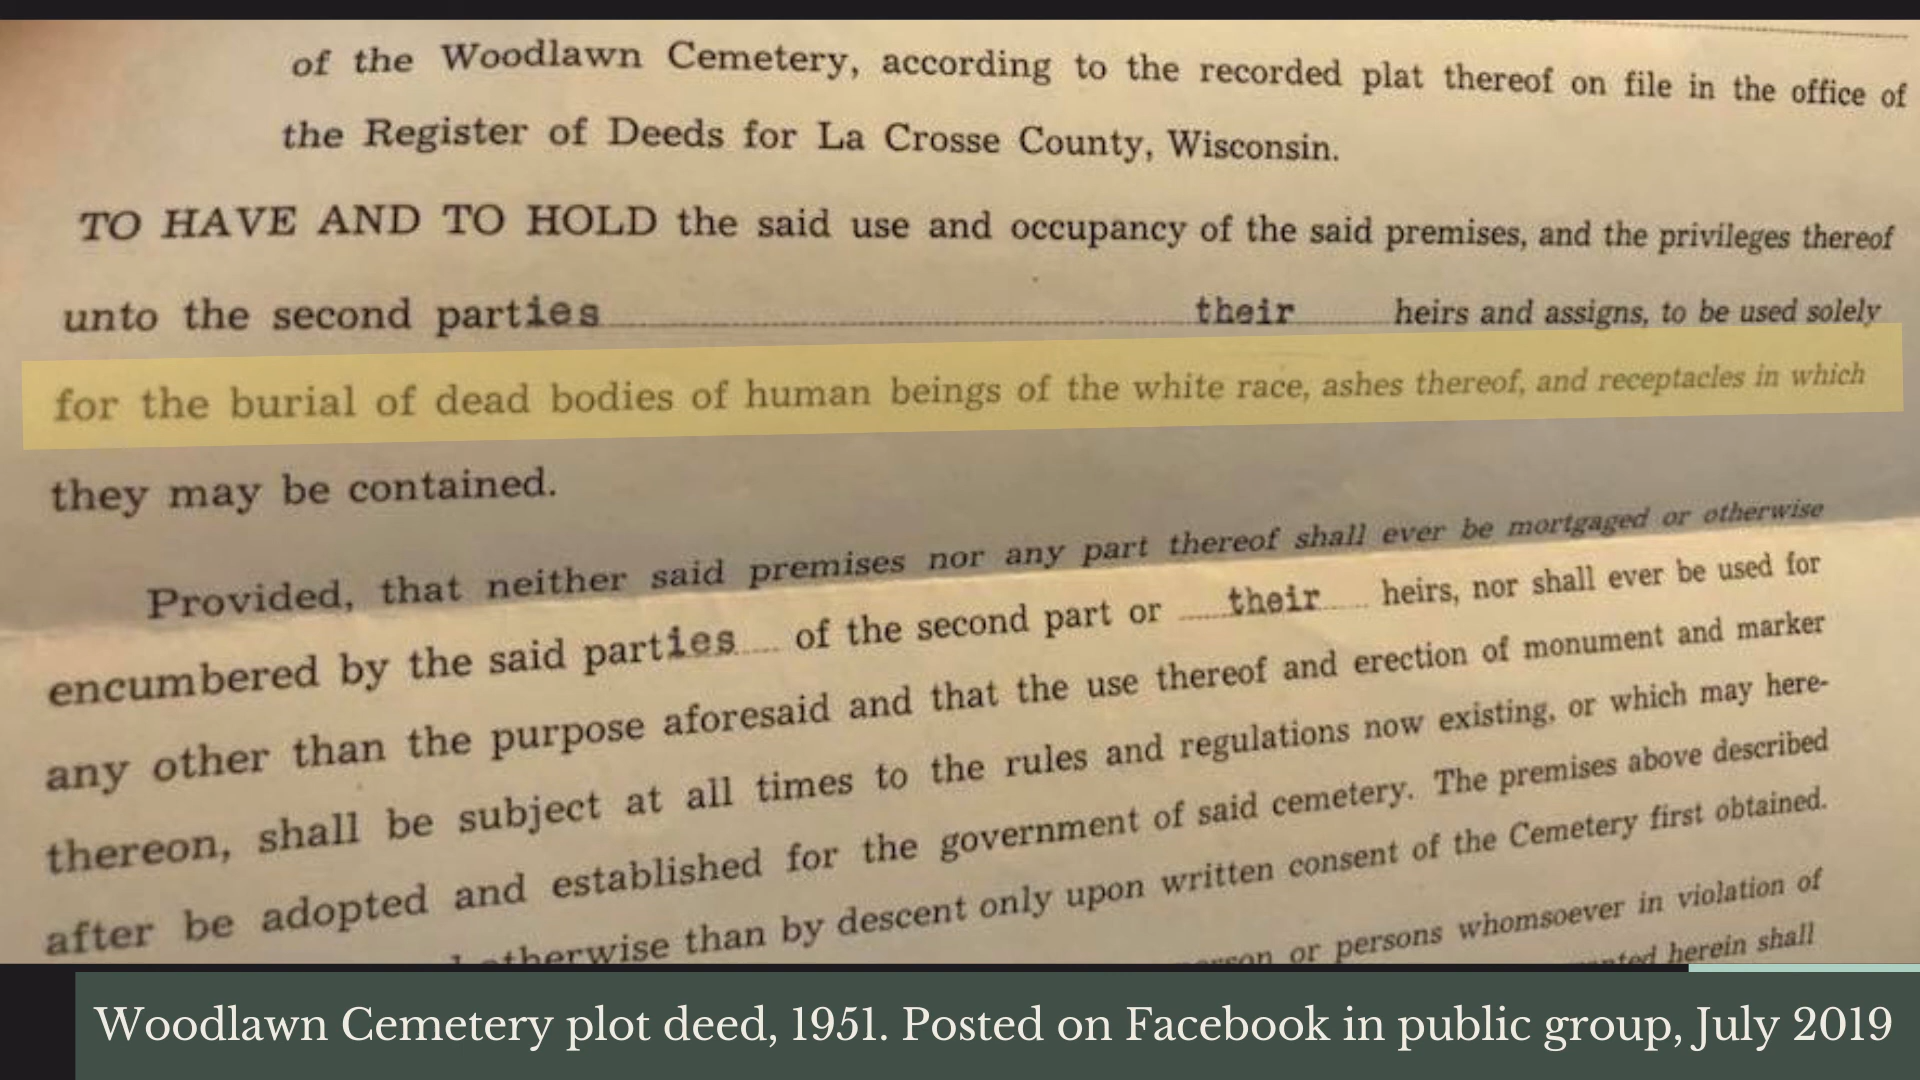 of the Woodlawn Cemetery, according to the recorded plat thereof on file in the office of
the Register of Deeds for La Crosse County, Wisconsin.
TO HAVE AND TO HOLD the said use and occupancy of the said premises, and the privileges thereof
unto the second parties their heirs and assigns, to be used solely
for the burial of dead bodies of human beings of the white race, ashes thereof, and receptacles in which
they may be contained.
Provided, that neither said premises nor any part thereof shall ever be mortgaged or otherwise
encumbered by the said parties of the second part or their heirs, nor shall ever be used for
any other than the purpose aforesaid and that the use thereof and erection of monument and marker
thereon, shall be subject at all times to the rules and regulations now existing, or which may here-
after be adopted and established for the government of said cemetery. The premises above described
otherwise than by descent only upon written consent of the Cemetery first obtained.
or persons whomsoever in violation of
herein shall
Woodlawn Cemetery plot deed, 1951. Posted on Facebook in public group, July 2019